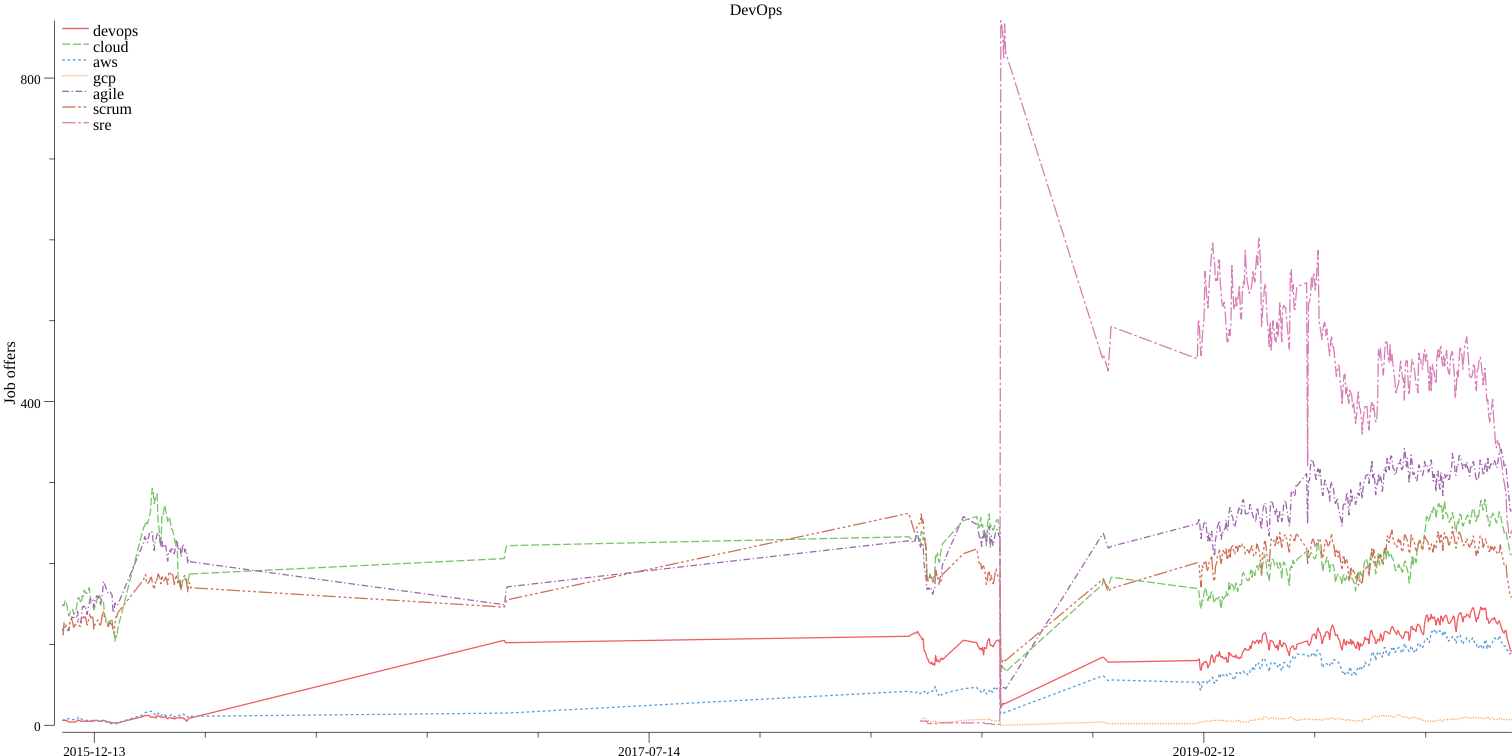 DevOps
devops
cloud
aws
gcp
agile
scrum
sre
Job offers
800
400
0
2015-12-13
2017-07-14
2019-02-12